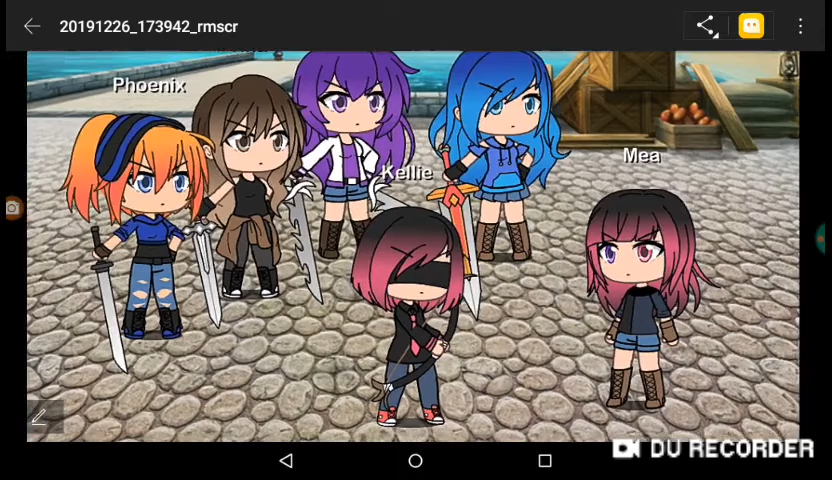 20191226_173942_rmscr
Phoenix
Kellie
Mea
DU RECORDER